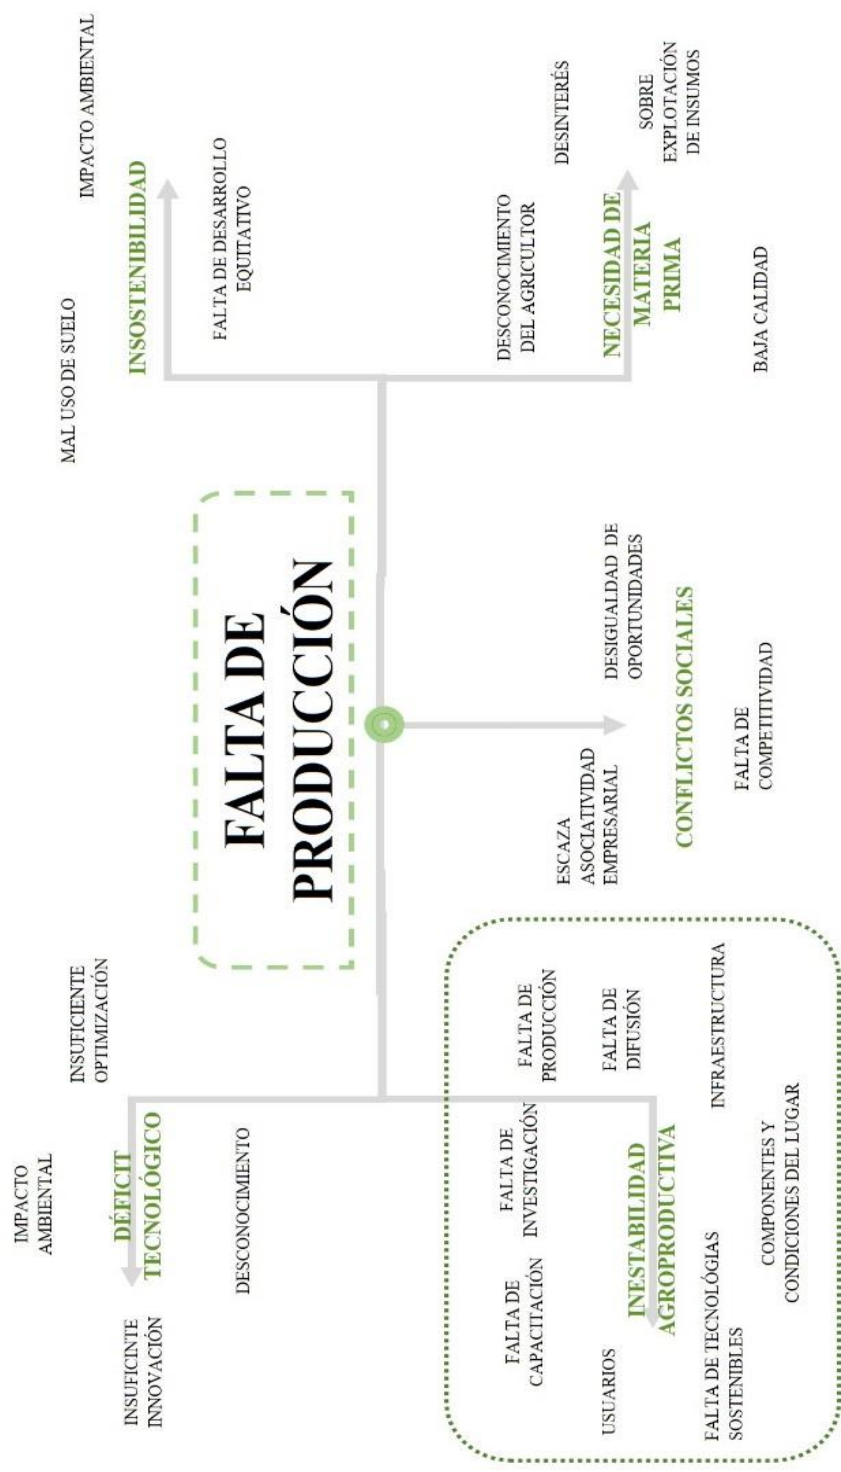 FALTA DE
PRODUCCIÓN
IMPACTO
AMBIENTAL
INSUFICIENTE
OPTIMIZACIÓN
INSUFICINTE
INNOVACIÓN
DÉFICIT
TECNOLÓGICO
DESCONOCIMIENTO
MAL USO DE SUELO
IMPACTO AMBIENTAL
INSOSTENIBILIDAD
FALTA DE DESARROLLO
EQUITATIVO
FALTA DE
CAPACITACIÓN
FALTA DE
INVESTIGACIÓN
FALTA DE
PRODUCCIÓN
USUARIOS
INESTABILIDAD
AGROPRODUCTIVA
FALTA DE
DIFUSIÓN
FALTA DE TECNOLÓGIAS
SOSTENIBLES
INFRAESTRUCTURA
COMPONENTES Y
CONDICIONES DEL LUGAR
ESCAZA
ASOCIATIVIDAD
EMPRESARIAL
DESIGUALDAD DE
OPORTUNIDADES
CONFLICTOS SOCIALES
FALTA DE
COMPETITIVIDAD
DESCONOCIMIENTO
DEL AGRICULTOR
DESINTERÉS
NECESIDAD DE
MATERIA
PRIMA
SOBRE
EXPLOTACIÓN
DE INSUMOS
BAJA CALIDAD